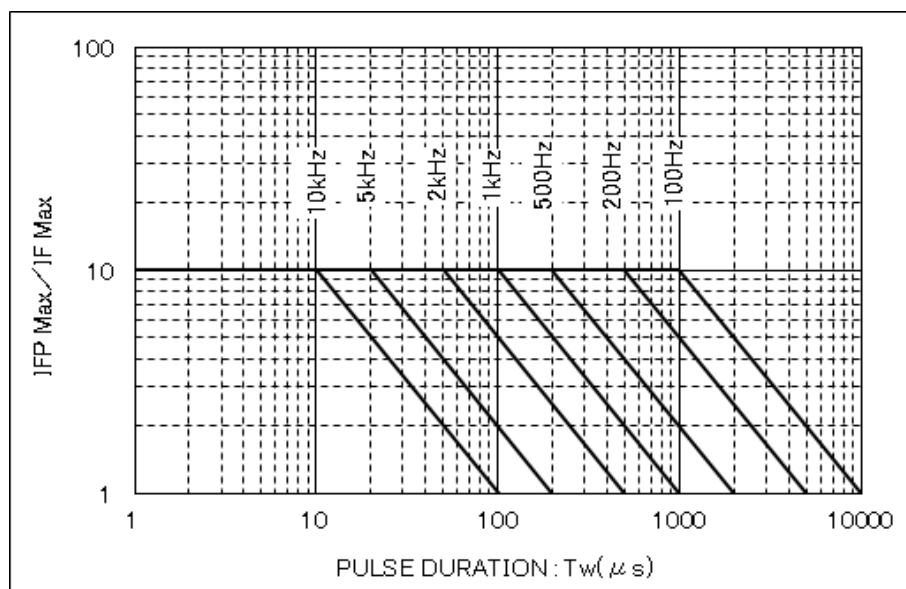 100
10kHz
5kHz
2kHz
1kHz
500Hz
200Hz
100Hz
10
IFP Max／IF Max
1
1 10 100 1000 10000
PULSE DURATION : Tw(μs)